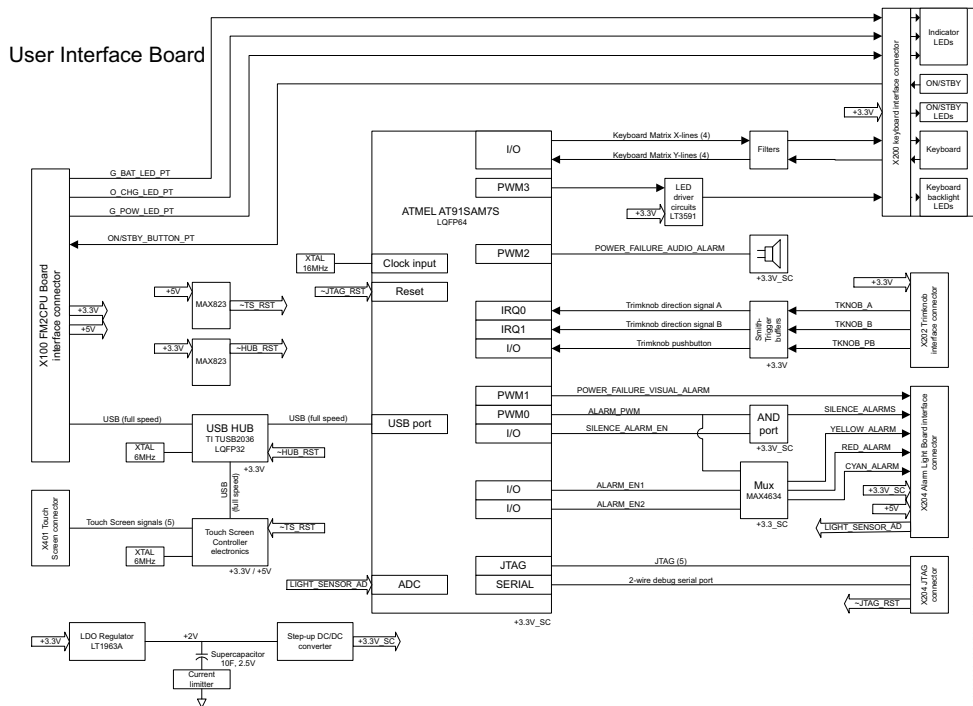 User Interface Board
X100 FM2CPU Board
interface connector
G_BAT_LED_PT
O_CHG_LED_PT
G_POW_LED_PT
ON/STBY_BUTTON_PT
+3.3V
+5V
+5V
MAX823
~TS_RST
+3.3V
MAX823
~HUB_RST
USB (full speed)
USB HUB
TI TUSB2036
LQFP32
XTAL
6MHz
~HUB_RST
+3.3V
USB (full speed)
USB
(full speed)
X401 Touch
Screen connector
Touch Screen signals (5)
Touch Screen
Controller
electronics
XTAL
6MHz
~TS_RST
+3.3V / +5V
+3.3V
LDO Regulator
LT1963A
+2V
Supercapacitor
10F, 2.5V
Current
limitter
Step-up DC/DC
converter
+3.3V_SC
ATMEL AT91SAM7S
LQFP64
XTAL
16MHz
Clock input
~JTAG_RST
Reset
USB port
LIGHT_SENSOR_AD
ADC
I/O
PWM3
PWM2
IRQ0
IRQ1
I/O
PWM1
PWM0
I/O
I/O
I/O
JTAG
SERIAL
+3.3V_SC
Keyboard Matrix X-lines (4)
Keyboard Matrix Y-lines (4)
Filters
+3.3V
LED
driver
circuits
LT3591
+3.3V
POWER_FAILURE_AUDIO_ALARM
+3.3V_SC
Trimknob direction signal A
Trimknob direction signal B
Trimknob pushbutton
Smith-
Trigger
buffers
+3.3V
TKNOB_A
TKNOB_B
TKNOB_PB
+3.3V
X202 Trimknob
interface connector
POWER_FAILURE_VISUAL_ALARM
ALARM_PWM
SILENCE_ALARM_EN
AND
port
+3.3V_SC
SILENCE_ALARMS
YELLOW_ALARM
RED_ALARM
CYAN_ALARM
ALARM_EN1
ALARM_EN2
Mux
MAX4634
+3.3_SC
+3.3V_SC
+5V
LIGHT_SENSOR_AD
X204 Alarm Light Board interface
connector
JTAG (5)
2-wire debug serial port
~JTAG_RST
X204 JTAG
connector
X200 keyboard interface connector
Indicator
LEDs
ON/STBY
ON/STBY
LEDs
Keyboard
Keyboard
backlight
LEDs